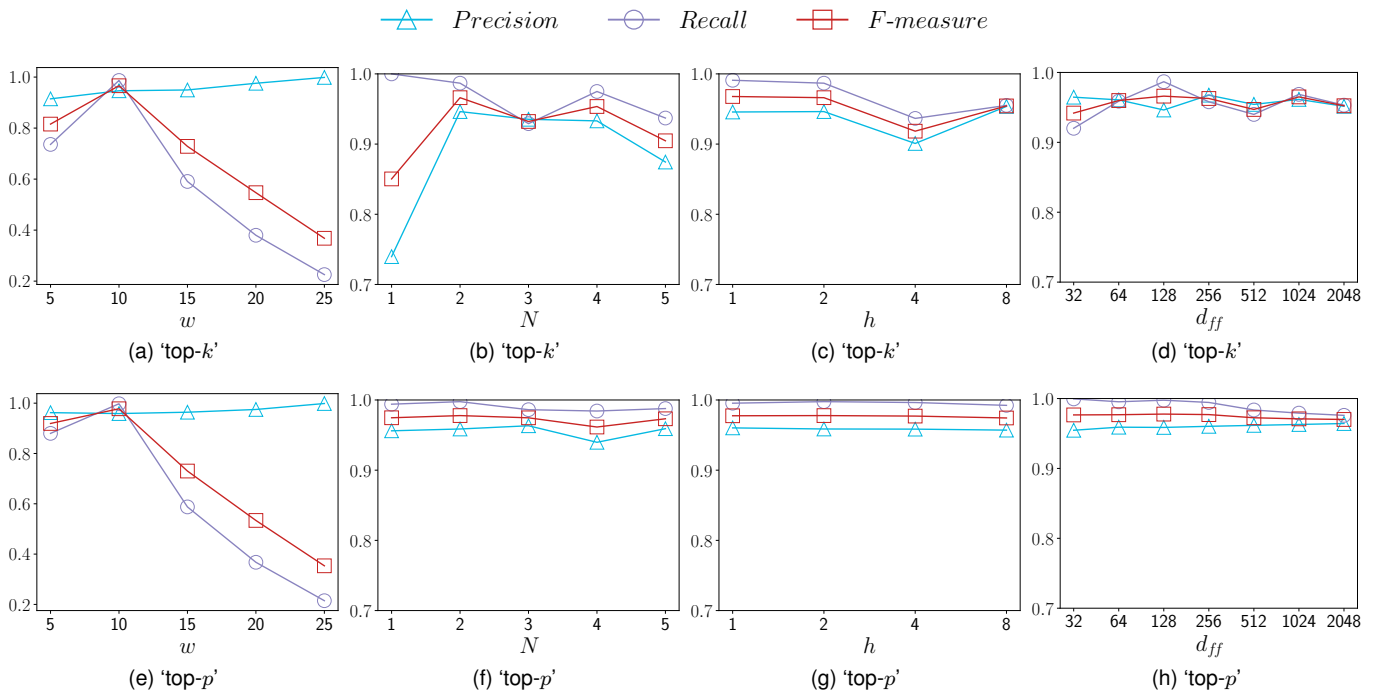 Precision Recall F-measure
1.0
0.8
0.6
0.4
0.2
5 10 15 20 25
w
(a) ‘top-k’
1.0
0.9
0.8
0.7
1 2 3 4 5
N
(b) ‘top-k’
1.0
0.9
0.8
0.7
1 2 4 8
h
(c) ‘top-k’
1.0
0.9
0.8
0.7
32 64 128 256 512 1024 2048
d_{ff}
(d) ‘top-k’
1.0
0.8
0.6
0.4
0.2
5 10 15 20 25
w
(e) ‘top-p’
1.0
0.9
0.8
0.7
1 2 3 4 5
N
(f) ‘top-p’
1.0
0.9
0.8
0.7
1 2 4 8
h
(g) ‘top-p’
1.0
0.9
0.8
0.7
32 64 128 256 512 1024 2048
d_{ff}
(h) ‘top-p’